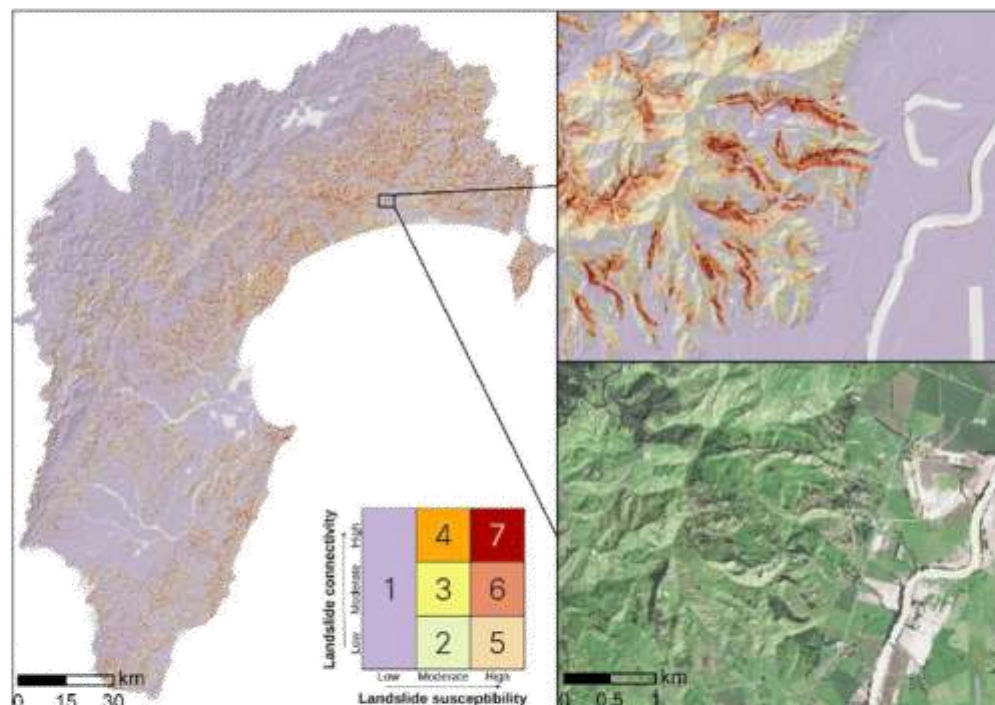 High
Moderate
Low
Landslide connectivity
4
7
1
3
6
2
5
Low Moderate High
Landslide susceptibility
km
0 15 30
km
0 0.5 1